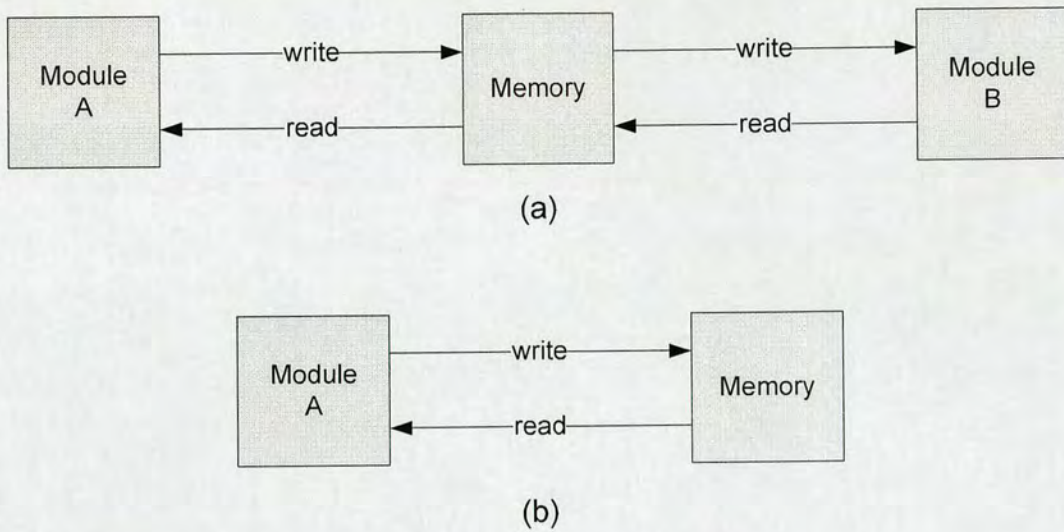 write
write
Module
A
Memory
Module
B
read
read
(a)
write
Module
A
Memory
read
(b)